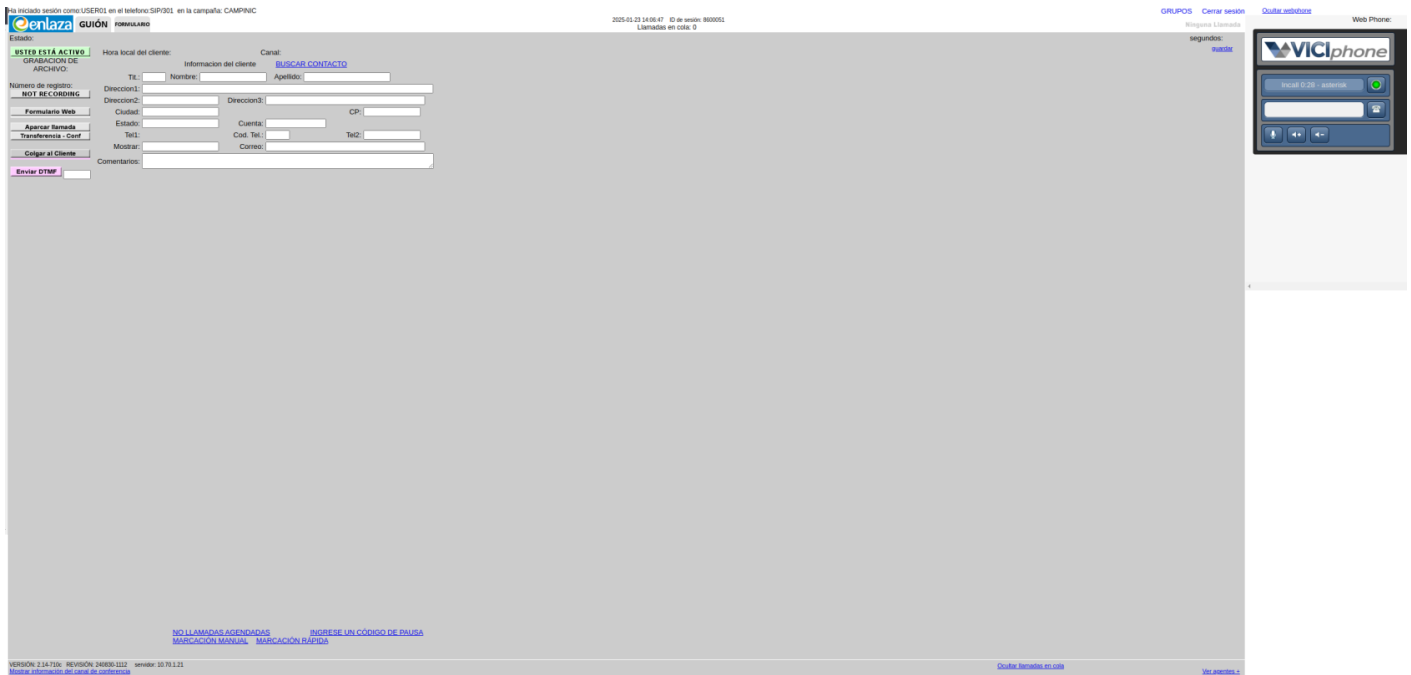 Ha iniciado sesión como:USER01 en el telefono:SIP/301 en la campaña: CAMPINIC
GRUPOS Cerrar sesión
Ocultar webphone
enlaza GUIÓN FORMULARIO
2025-01-23 14:06:47 ID de sesión: 8600051
Llamadas en cola: 0
Ninguna Llamada
Web Phone:
Estado:
segundos:
USTED ESTÁ ACTIVO
Hora local del cliente: Canal:
guardar
GRABACION DE
ARCHIVO:
Informacion del cliente BUSCAR CONTACTO
VICIphone
Tit.: Nombre: Apellido:
Número de registro:
NOT RECORDING
Direccion1:
Incall 0:28 - asterisk
Direccion2: Direccion3:
Formulario Web
Ciudad: CP:
Aparcar llamada
Estado: Cuenta:
Transferencia - Conf
Tel1: Cod. Tel.: Tel2:
Mostrar: Correo:
Colgar al Cliente
Comentarios:
Enviar DTMF
NO LLAMADAS AGENDADAS INGRESE UN CÓDIGO DE PAUSA
MARCACIÓN MANUAL MARCACIÓN RÁPIDA
VERSIÓN: 2.14-710c REVISIÓN: 240830-1112 servidor: 10.70.1.21
Ocultar llamadas en cola
Mostrar información del canal de conferencia
Ver agentes +